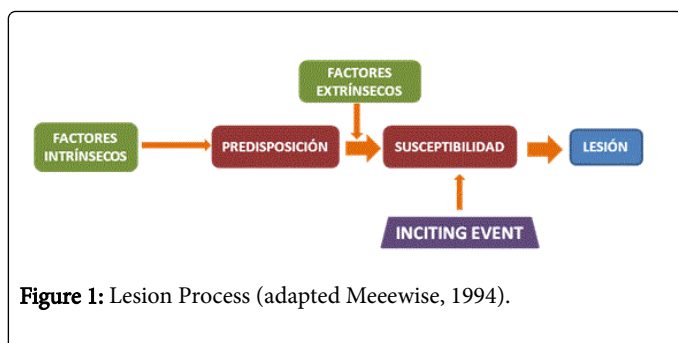 FACTORES
EXTRÍNSECOS
FACTORES
INTRÍNSECOS
PREDISPOSICIÓN
SUSCEPTIBILIDAD
LESIÓN
INCITING EVENT
Figure 1: Lesion Process (adapted Meeewise, 1994).